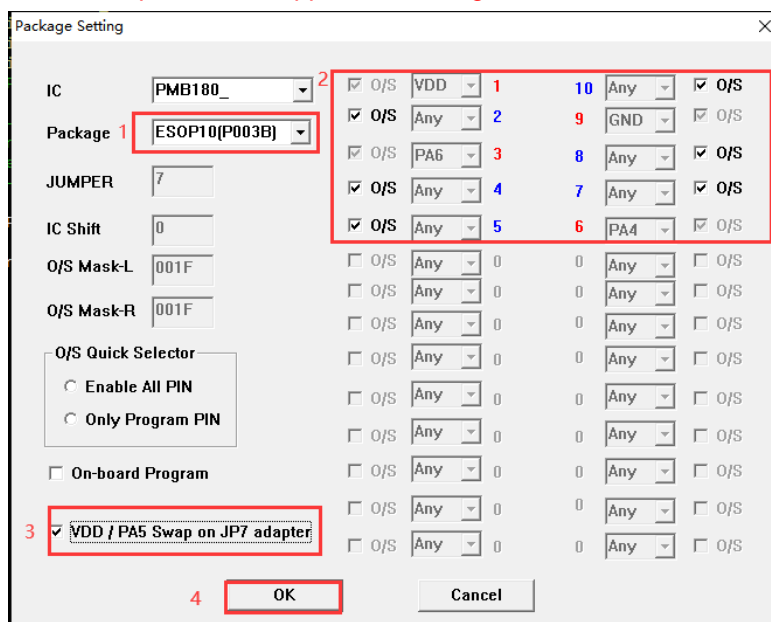 Package Setting
IC PMB180_
Package 1 ESOP10(P003B)
JUMPER 7
IC Shift 0
O/S Mask-L 001F
O/S Mask-R 001F
O/S Quick Selector
Enable All PIN
Only Program PIN
On-board Program
3 VDD / PA5 Swap on JP7 adapter
2
O/S VDD 1 10 Any O/S
O/S Any 2 9 GND O/S
O/S PA6 3 8 Any O/S
O/S Any 4 7 Any O/S
O/S Any 5 6 PA4 O/S
O/S Any 0 0 Any O/S
O/S Any 0 0 Any O/S
O/S Any 0 0 Any O/S
O/S Any 0 0 Any O/S
O/S Any 0 0 Any O/S
O/S Any 0 0 Any O/S
O/S Any 0 0 Any O/S
O/S Any 0 0 Any O/S
O/S Any 0 0 Any O/S
4 OK Cancel